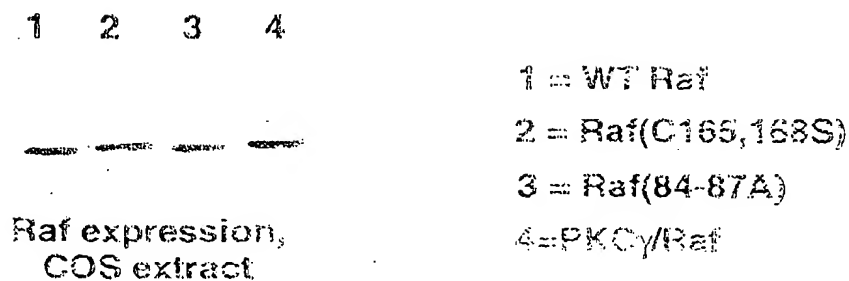 1 2 3 4
Raf expression,
COS extract
1 = WT Raf
2 = Raf(C165,168S)
3 = Raf(84-87A)
4=PKCγ/Raf